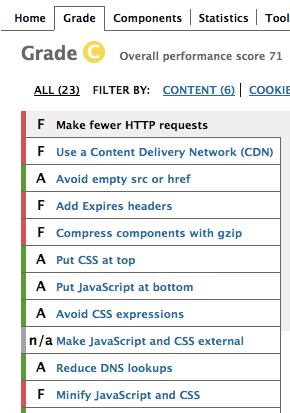 Home Grade Components Statistics Tool
Grade C Overall performance score 71
ALL (23) FILTER BY: CONTENT (6) COOKIE
F Make fewer HTTP requests
F Use a Content Delivery Network (CDN)
A Avoid empty src or href
F Add Expires headers
F Compress components with gzip
A Put CSS at top
A Put JavaScript at bottom
A Avoid CSS expressions
n/a Make JavaScript and CSS external
A Reduce DNS lookups
F Minify JavaScript and CSS